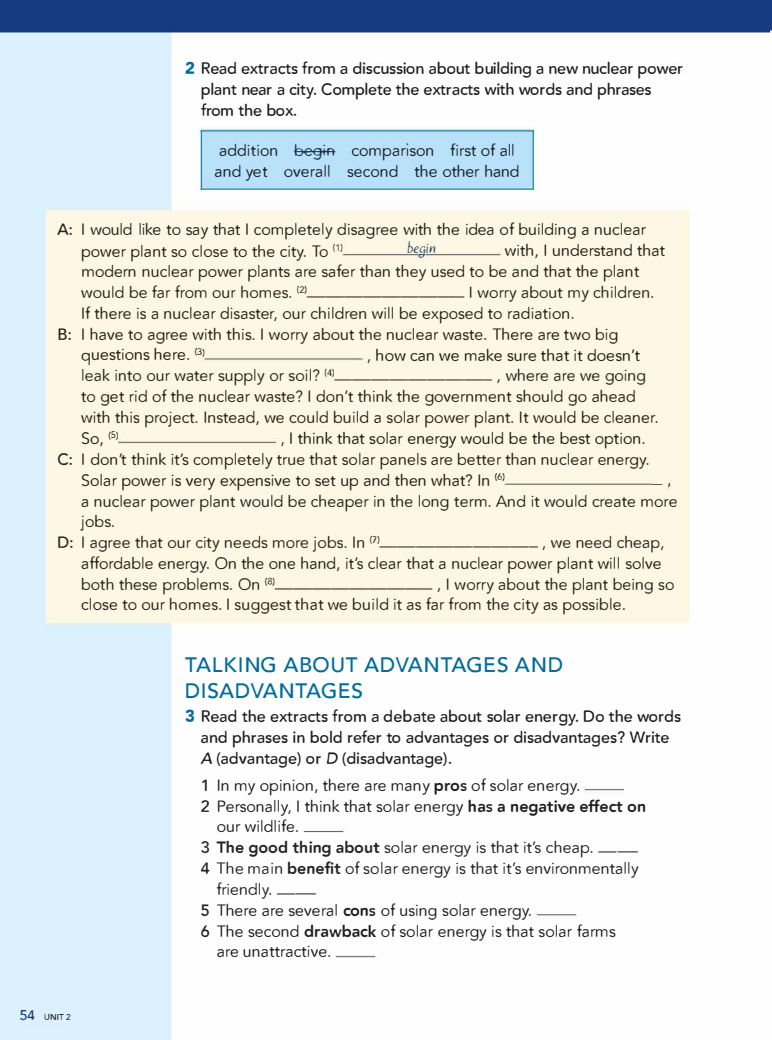 2 Read extracts from a discussion about building a new nuclear power
plant near a city. Complete the extracts with words and phrases
from the box.
addition begin comparison first of all
and yet overall second the other hand
A: I would like to say that I completely disagree with the idea of building a nuclear
power plant so close to the city. To (1) begin with, I understand that
modern nuclear power plants are safer than they used to be and that the plant
would be far from our homes. (2)____________________ I worry about my children.
If there is a nuclear disaster, our children will be exposed to radiation.
B: I have to agree with this. I worry about the nuclear waste. There are two big
questions here. (3)____________________ , how can we make sure that it doesn't
leak into our water supply or soil? (4)____________________ , where are we going
to get rid of the nuclear waste? I don't think the government should go ahead
with this project. Instead, we could build a solar power plant. It would be cleaner.
So, (5)____________________ , I think that solar energy would be the best option.
C: I don't think it's completely true that solar panels are better than nuclear energy.
Solar power is very expensive to set up and then what? In (6)____________________ ,
a nuclear power plant would be cheaper in the long term. And it would create more
jobs.
D: I agree that our city needs more jobs. In (7)____________________ , we need cheap,
affordable energy. On the one hand, it's clear that a nuclear power plant will solve
both these problems. On (8)____________________ , I worry about the plant being so
close to our homes. I suggest that we build it as far from the city as possible.
TALKING ABOUT ADVANTAGES AND
DISADVANTAGES
3 Read the extracts from a debate about solar energy. Do the words
and phrases in bold refer to advantages or disadvantages? Write
A (advantage) or D (disadvantage).
1 In my opinion, there are many pros of solar energy. _____
2 Personally, I think that solar energy has a negative effect on
our wildlife. _____
3 The good thing about solar energy is that it's cheap. _____
4 The main benefit of solar energy is that it's environmentally
friendly. _____
5 There are several cons of using solar energy. _____
6 The second drawback of solar energy is that solar farms
are unattractive. _____
54 UNIT 2